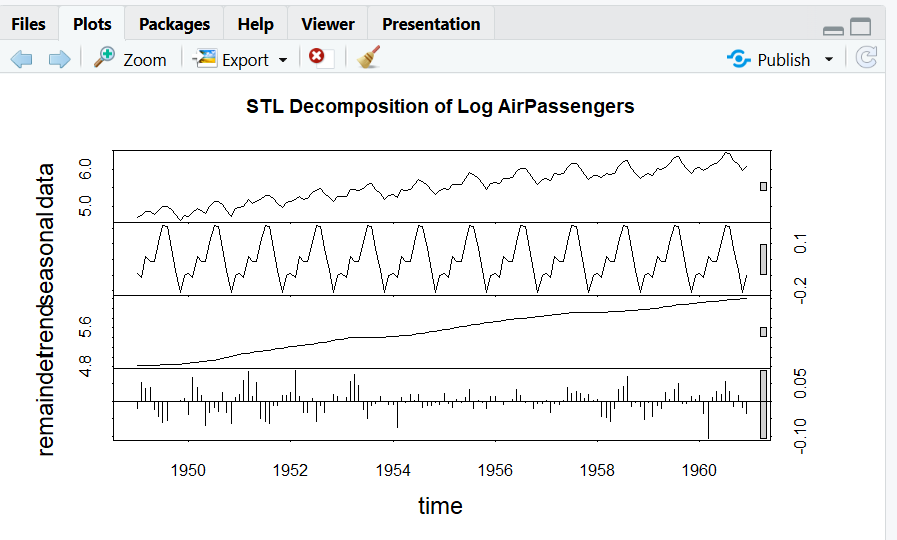 Files Plots Packages Help Viewer Presentation
Zoom Export Publish
STL Decomposition of Log AirPassengers
data
5.0 6.0
seasonal
-0.2 0.1
trend
4.8 5.6
remainder
-0.10 0.05
1950 1952 1954 1956 1958 1960
time